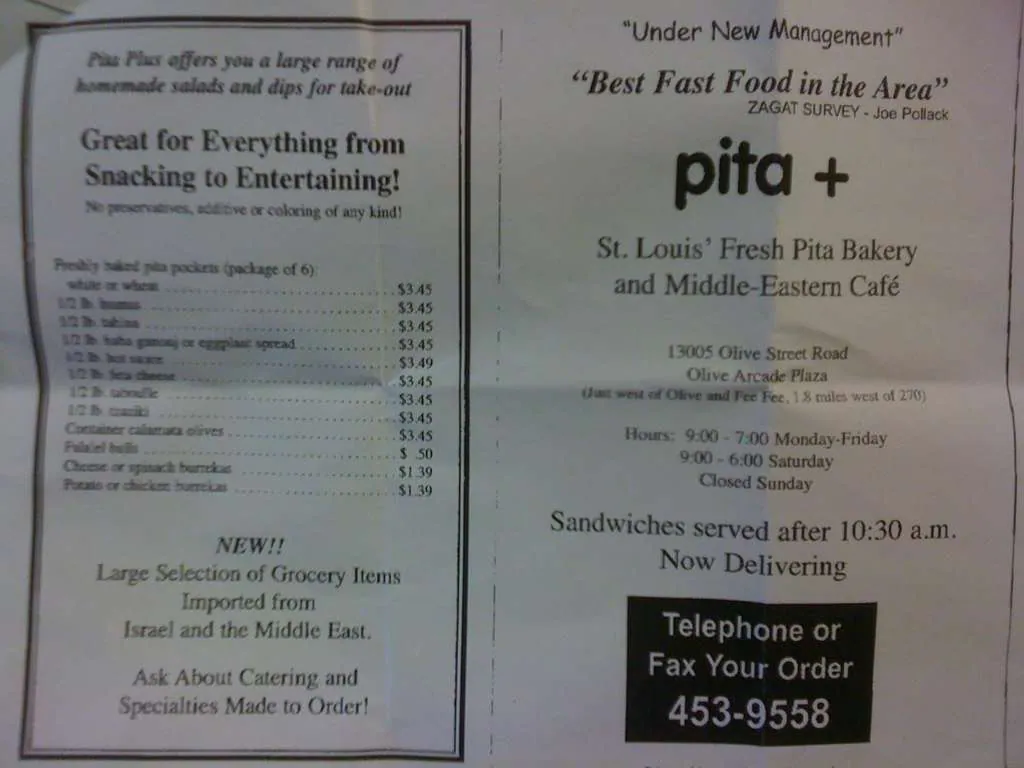 Pita Plus offers you a large range of
homemade salads and dips for take-out
Great for Everything from
Snacking to Entertaining!
No preservatives, additive or coloring of any kind!
Freshly baked pita pockets (package of 6):
white or wheat $3.45
1/2 lb. humus $3.45
1/2 lb. tahina $3.45
1/2 lb. baba ganouj or eggplant spread $3.45
1/2 lb. hot sauce $3.49
1/2 lb. feta cheese $3.45
1/2 lb. $3.45
1/2 lb. $3.45
Container calamata olives $3.45
Falafel balls $ .50
Cheese or spinach burrekas $1.39
Potato or chicken burrekas $1.39
NEW!!
Large Selection of Grocery Items
Imported from
Israel and the Middle East.
Ask About Catering and
Specialties Made to Order!
"Under New Management"
"Best Fast Food in the Area"
ZAGAT SURVEY - Joe Pollack
pita +
St. Louis' Fresh Pita Bakery
and Middle-Eastern Café
13005 Olive Street Road
Olive Arcade Plaza
(Just west of Olive and Fee Fee, 1.8 miles west of 270)
Hours: 9:00 - 7:00 Monday-Friday
9:00 - 6:00 Saturday
Closed Sunday
Sandwiches served after 10:30 a.m.
Now Delivering
Telephone or
Fax Your Order
453-9558